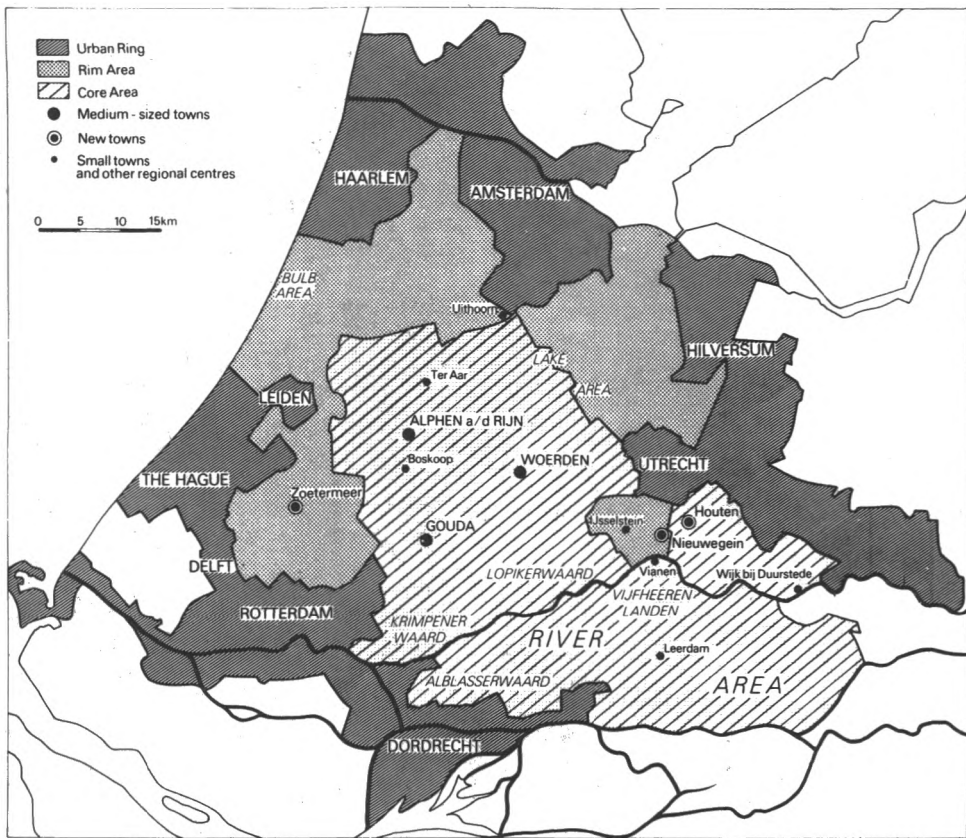 Urban Ring
Rim Area
Core Area
Medium - sized towns
New towns
Small towns
and other regional centres
0 5 10 15km
HAARLEM
AMSTERDAM
BULB
AREA
Uithoorn
HILVERSUM
LAKE
AREA
Ter Aar
LEIDEN
ALPHEN a/d RIJN
Boskoop
WOERDEN
UTRECHT
THE HAGUE
Zoetermeer
Houten
IJsselstein
GOUDA
Nieuwegein
DELFT
Vianen
LOPIKERWAARD
Wijk bij Duurstede
ROTTERDAM
VIJFHEEREN
LANDEN
KRIMPENER
WAARD
RIVER
Leerdam
ALBLASSERWAARD
AREA
DORDRECHT